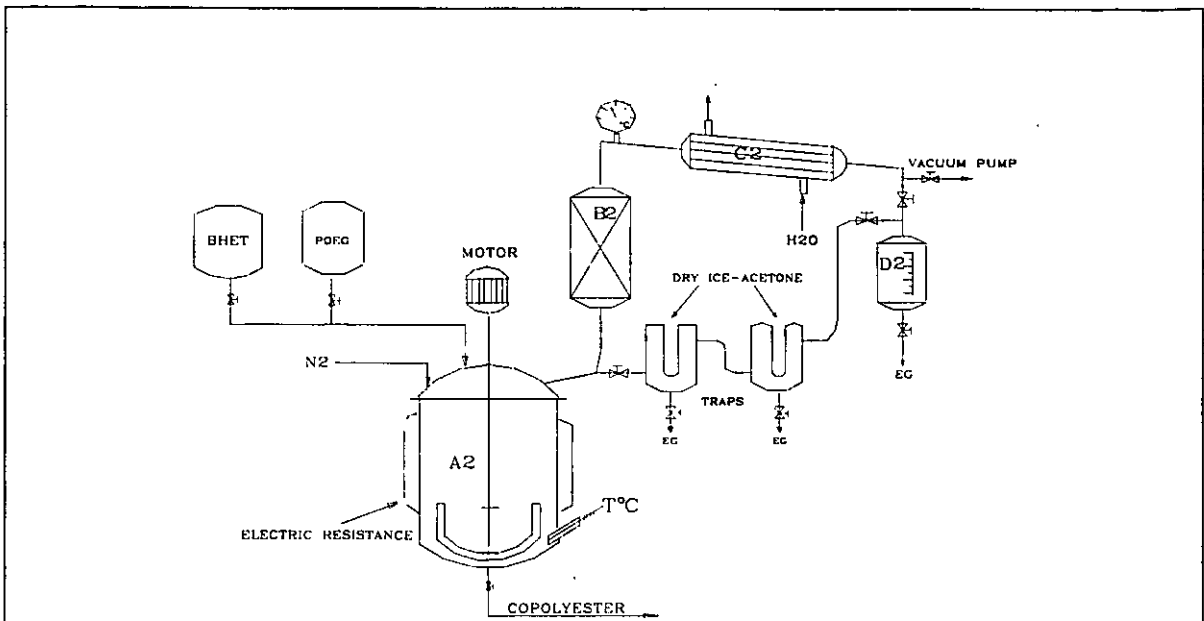 C
C2
VACUUM PUMP
B2
BHET
POEG
MOTOR
H2O
D2
DRY ICE-ACETONE
N2
EG
TRAPS
EG
EG
A2
T°C
ELECTRIC RESISTANCE
COPOLYESTER